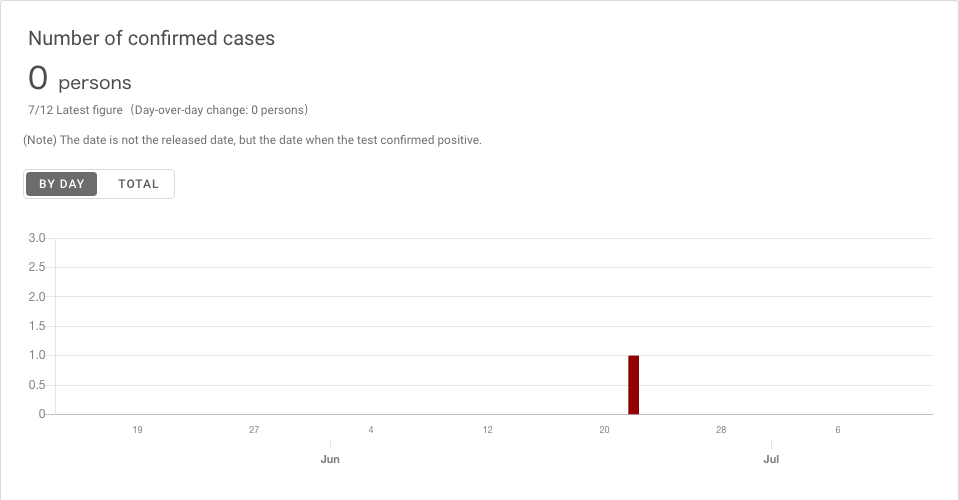 Number of confirmed cases
0 persons
7/12 Latest figure（Day-over-day change: 0 persons）
(Note) The date is not the released date, but the date when the test confirmed positive.
BY DAY TOTAL
3.0
2.5
2.0
1.5
1.0
0.5
0
19 27 4 12 20 28 6
Jun Jul